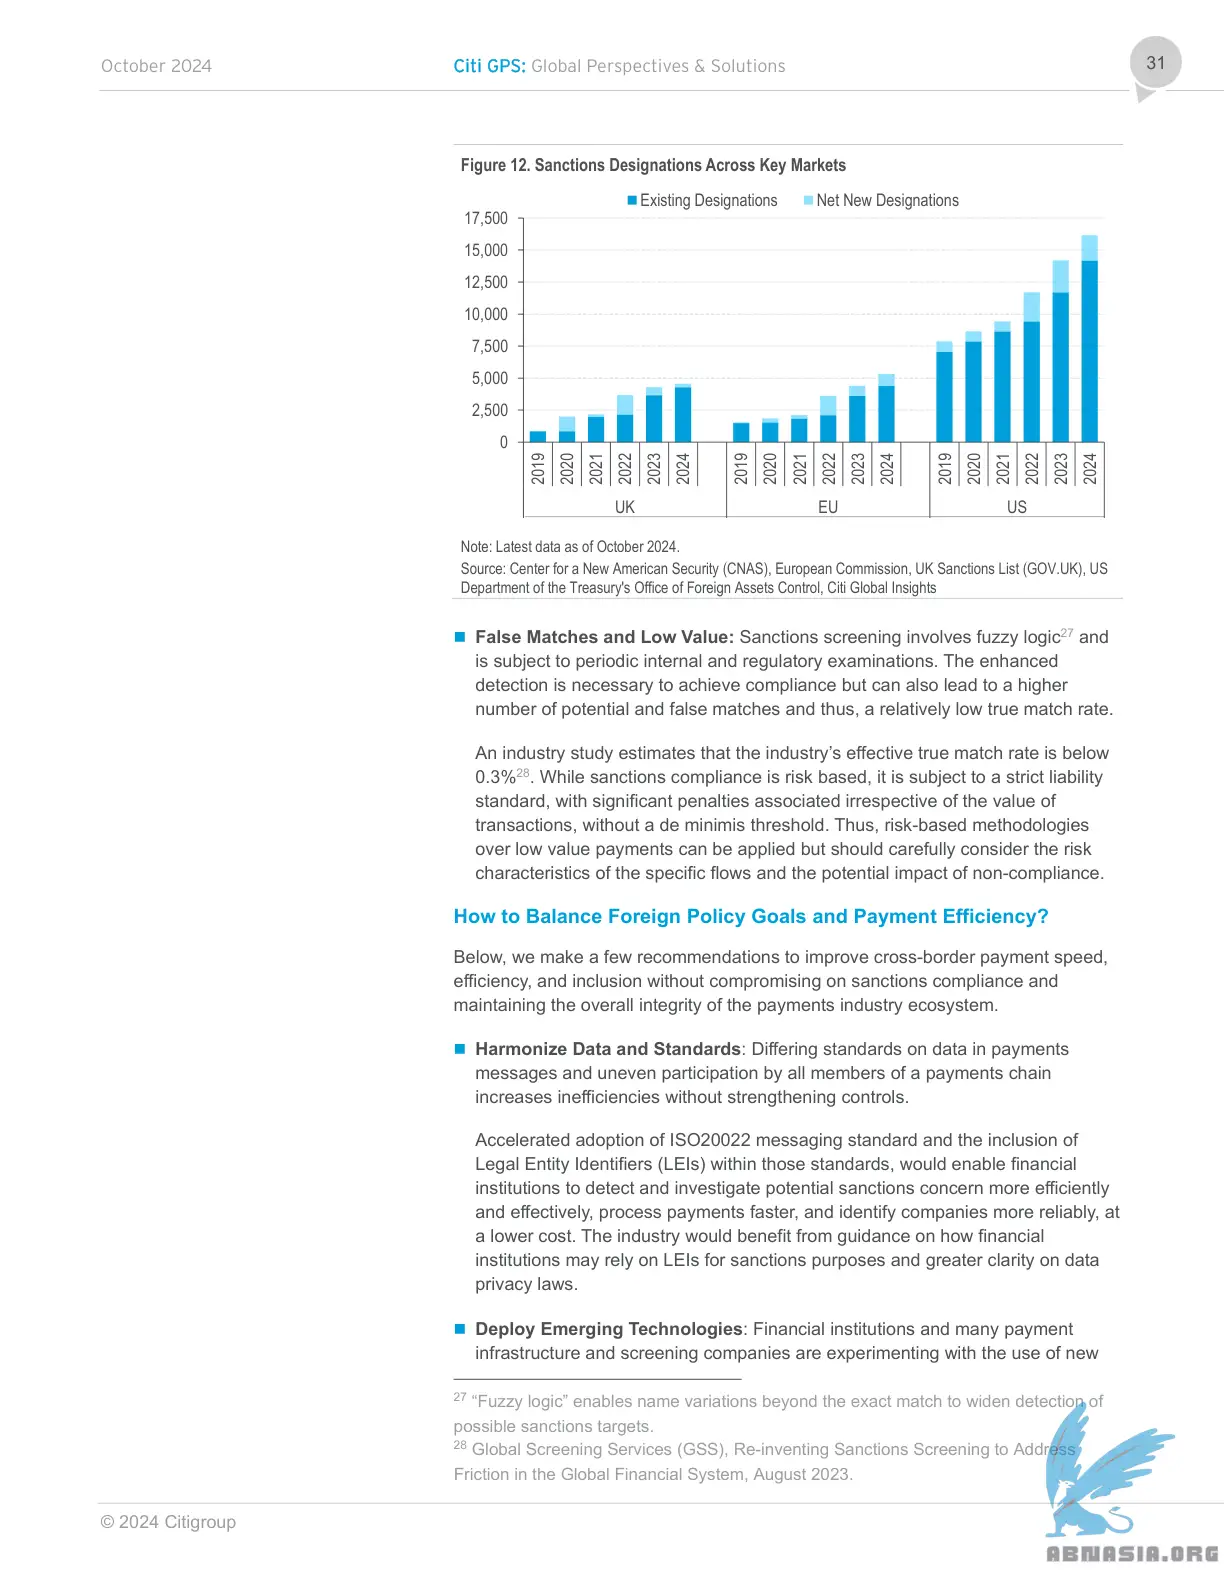 October 2024
Citi GPS: Global Perspectives & Solutions
31
Figure 12. Sanctions Designations Across Key Markets
Existing Designations Net New Designations
17,500
15,000
12,500
10,000
7,500
5,000
2,500
0
2019 2020 2021 2022 2023 2024 2019 2020 2021 2022 2023 2024 2019 2020 2021 2022 2023 2024
UK EU US
Note: Latest data as of October 2024.
Source: Center for a New American Security (CNAS), European Commission, UK Sanctions List (GOV.UK), US
Department of the Treasury's Office of Foreign Assets Control, Citi Global Insights
False Matches and Low Value: Sanctions screening involves fuzzy logic27 and
is subject to periodic internal and regulatory examinations. The enhanced
detection is necessary to achieve compliance but can also lead to a higher
number of potential and false matches and thus, a relatively low true match rate.
An industry study estimates that the industry’s effective true match rate is below
0.3%28. While sanctions compliance is risk based, it is subject to a strict liability
standard, with significant penalties associated irrespective of the value of
transactions, without a de minimis threshold. Thus, risk-based methodologies
over low value payments can be applied but should carefully consider the risk
characteristics of the specific flows and the potential impact of non-compliance.
How to Balance Foreign Policy Goals and Payment Efficiency?
Below, we make a few recommendations to improve cross-border payment speed,
efficiency, and inclusion without compromising on sanctions compliance and
maintaining the overall integrity of the payments industry ecosystem.
Harmonize Data and Standards: Differing standards on data in payments
messages and uneven participation by all members of a payments chain
increases inefficiencies without strengthening controls.
Accelerated adoption of ISO20022 messaging standard and the inclusion of
Legal Entity Identifiers (LEIs) within those standards, would enable financial
institutions to detect and investigate potential sanctions concern more efficiently
and effectively, process payments faster, and identify companies more reliably, at
a lower cost. The industry would benefit from guidance on how financial
institutions may rely on LEIs for sanctions purposes and greater clarity on data
privacy laws.
Deploy Emerging Technologies: Financial institutions and many payment
infrastructure and screening companies are experimenting with the use of new
27 “Fuzzy logic” enables name variations beyond the exact match to widen detection of
possible sanctions targets.
28 Global Screening Services (GSS), Re-inventing Sanctions Screening to Address
Friction in the Global Financial System, August 2023.
© 2024 Citigroup
ABNASIA.ORG